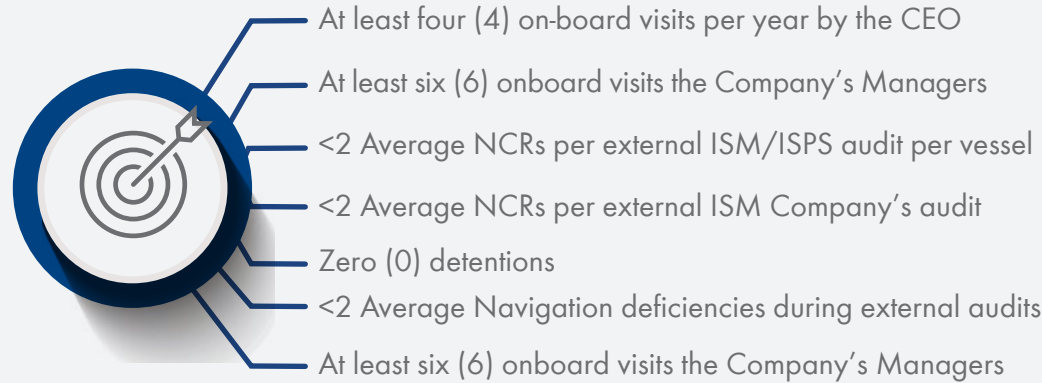 At least four (4) on-board visits per year by the CEO
At least six (6) onboard visits the Company's Managers
<2 Average NCRs per external ISM/ISPS audit per vessel
<2 Average NCRs per external ISM Company's audit
Zero (0) detentions
<2 Average Navigation deficiencies during external audits
At least six (6) onboard visits the Company's Managers